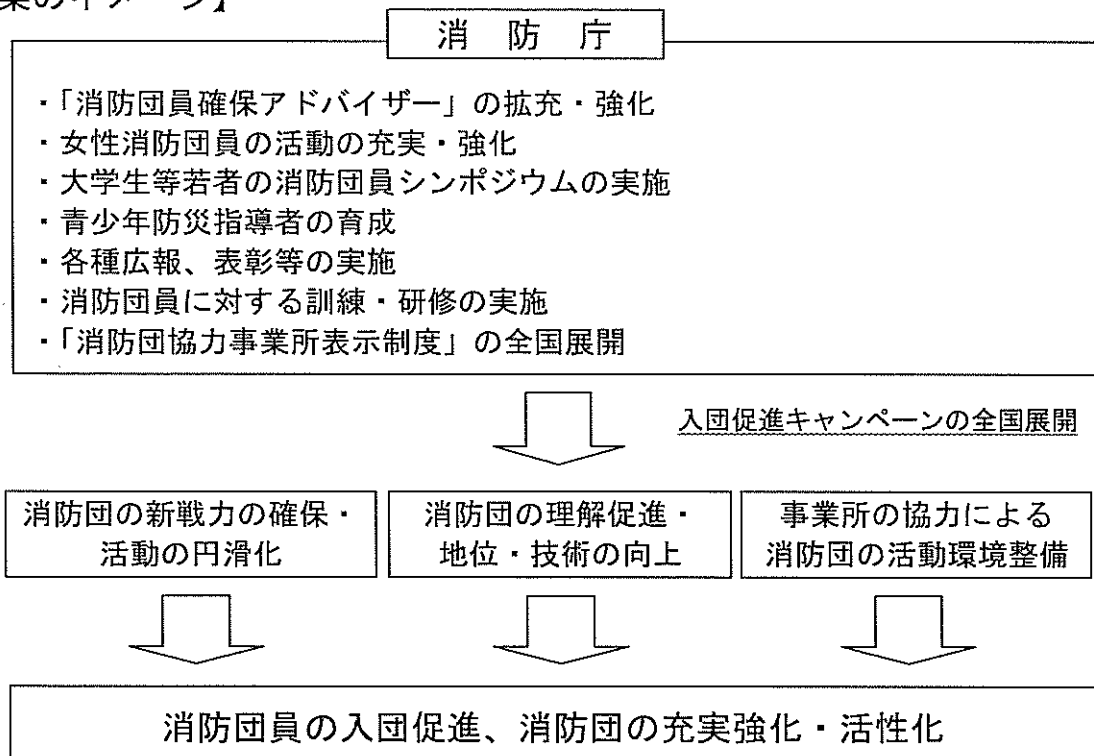 業のイメージ】
消防庁
・「消防団員確保アドバイザー」の拡充・強化
・女性消防団員の活動の充実・強化
・大学生等若者の消防団員シンポジウムの実施
・青少年防災指導者の育成
・各種広報、表彰等の実施
・消防団員に対する訓練・研修の実施
・「消防団協力事業所表示制度」の全国展開
入団促進キャンペーンの全国展開
消防団の新戦力の確保・
活動の円滑化
消防団の理解促進・
地位・技術の向上
事業所の協力による
消防団の活動環境整備
消防団員の入団促進、消防団の充実強化・活性化